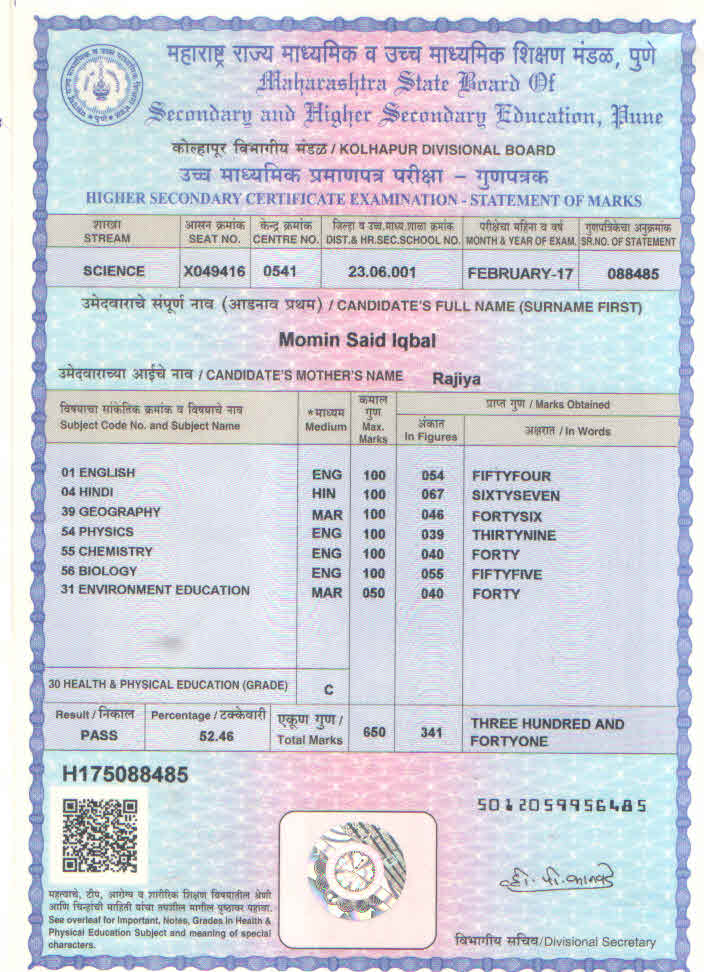 महाराष्ट्र राज्य माध्यमिक व उच्च माध्यमिक शिक्षण मंडळ, पुणे
Maharashtra State Board Of
Secondary and Higher Secondary Education, Pune
कोल्हापूर विभागीय मंडळ / KOLHAPUR DIVISIONAL BOARD
उच्च माध्यमिक प्रमाणपत्र परीक्षा – गुणपत्रक
HIGHER SECONDARY CERTIFICATE EXAMINATION - STATEMENT OF MARKS
शाखा आसन क्रमांक केन्द्र क्रमांक जिल्हा व उच्च.माध्य.शाळा क्रमांक परीक्षेचा महिना व वर्ष गुणपत्रिकेचा अनुक्रमांक
STREAM SEAT NO. CENTRE NO. DIST.& HR.SEC.SCHOOL NO. MONTH & YEAR OF EXAM. SR.NO. OF STATEMENT
SCIENCE X049416 0541 23.06.001 FEBRUARY-17 088485
उमेदवाराचे संपूर्ण नाव (आडनाव प्रथम) / CANDIDATE'S FULL NAME (SURNAME FIRST)
Momin Said Iqbal
उमेदवाराच्या आईचे नाव / CANDIDATE'S MOTHER'S NAME Rajiya
विषयाचा सांकेतिक क्रमांक व विषयाचे नाव
Subject Code No. and Subject Name
*माध्यम
Medium
कमाल
गुण
Max.
Marks
प्राप्त गुण / Marks Obtained
अंकात
In Figures
अक्षरात / In Words
01 ENGLISH ENG 100 054 FIFTYFOUR
04 HINDI HIN 100 067 SIXTYSEVEN
39 GEOGRAPHY MAR 100 046 FORTYSIX
54 PHYSICS ENG 100 039 THIRTYNINE
55 CHEMISTRY ENG 100 040 FORTY
56 BIOLOGY ENG 100 055 FIFTYFIVE
31 ENVIRONMENT EDUCATION MAR 050 040 FORTY
30 HEALTH & PHYSICAL EDUCATION (GRADE) C
Result / निकाल Percentage / टक्केवारी एकूण गुण /
PASS 52.46 Total Marks 650 341 THREE HUNDRED AND
FORTYONE
H175088485
5012059956485
महत्वाचे, टीप, आरोग्य व शारीरिक शिक्षण विषयातील श्रेणी
आणि चिन्हांची माहिती यांचा तपशील मागील पृष्ठावर पहावा.
See overleaf for Important, Notes, Grades in Health &
Physical Education Subject and meaning of special
characters.
विभागीय सचिव/Divisional Secretary